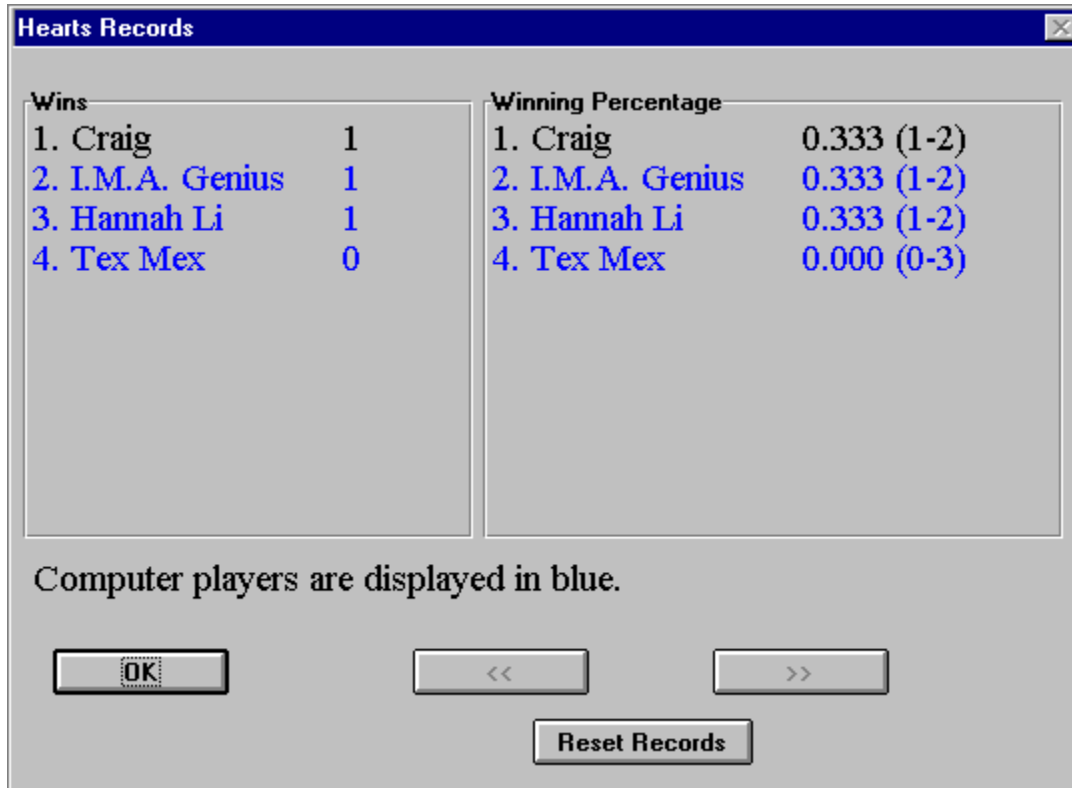 Hearts Records
Wins
1. Craig 1
2. I.M.A. Genius 1
3. Hannah Li 1
4. Tex Mex 0
Winning Percentage
1. Craig 0.333 (1-2)
2. I.M.A. Genius 0.333 (1-2)
3. Hannah Li 0.333 (1-2)
4. Tex Mex 0.000 (0-3)
Computer players are displayed in blue.
OK << >>
Reset Records